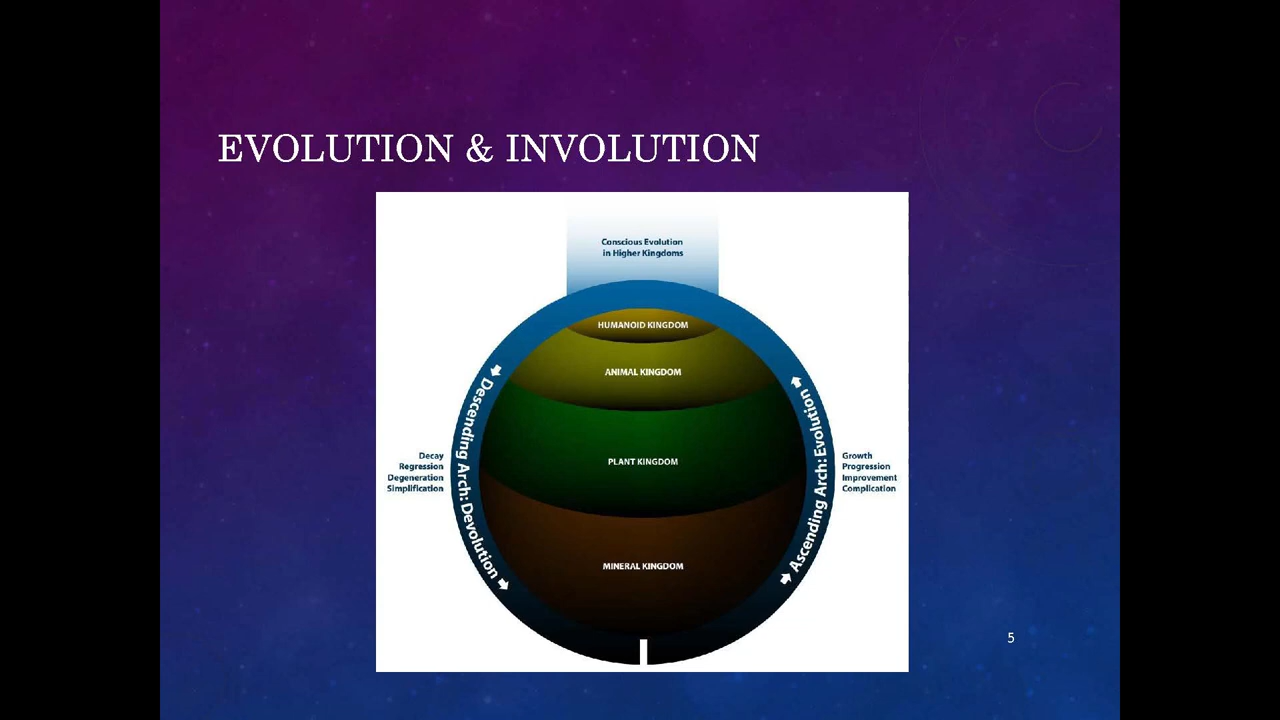 EVOLUTION & INVOLUTION
Conscious Evolution
in Higher Kingdoms
HUMANOID KINGDOM
ANIMAL KINGDOM
PLANT KINGDOM
MINERAL KINGDOM
Descending Arch: Devolution
Ascending Arch: Evolution
Decay
Regression
Degeneration
Simplification
Growth
Progression
Improvement
Complication
5